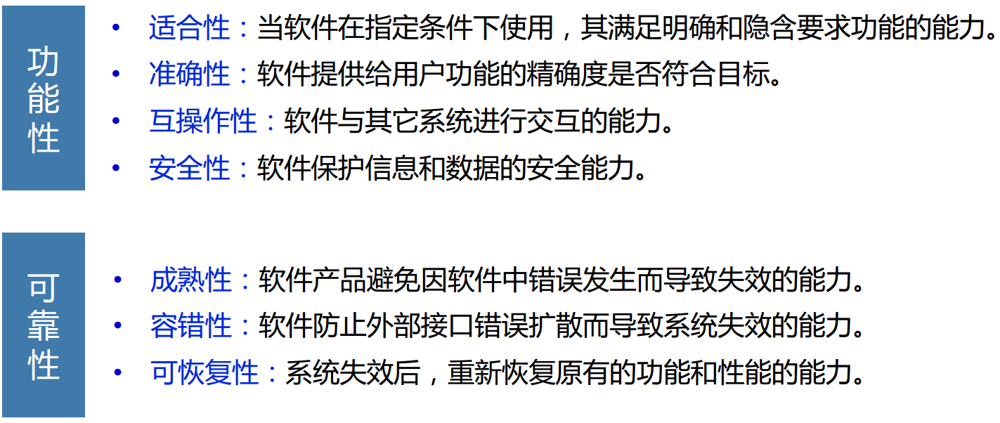 功能性
• 适合性：当软件在指定条件下使用，其满足明确和隐含要求功能的能力。
• 准确性：软件提供给用户功能的精确度是否符合目标。
• 互操作性：软件与其它系统进行交互的能力。
• 安全性：软件保护信息和数据的安全能力。
可靠性
• 成熟性：软件产品避免因软件中错误发生而导致失效的能力。
• 容错性：软件防止外部接口错误扩散而导致系统失效的能力。
• 可恢复性：系统失效后，重新恢复原有的功能和性能的能力。